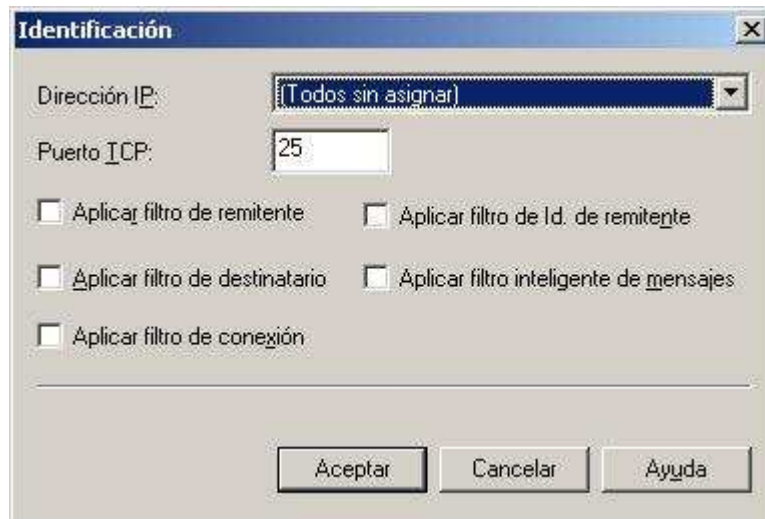 Identificación
Dirección IP: (Todos sin asignar)
Puerto TCP: 25
Aplicar filtro de remitente Aplicar filtro de Id. de remitente
Aplicar filtro de destinatario Aplicar filtro inteligente de mensajes
Aplicar filtro de conexión
Aceptar Cancelar Ayuda